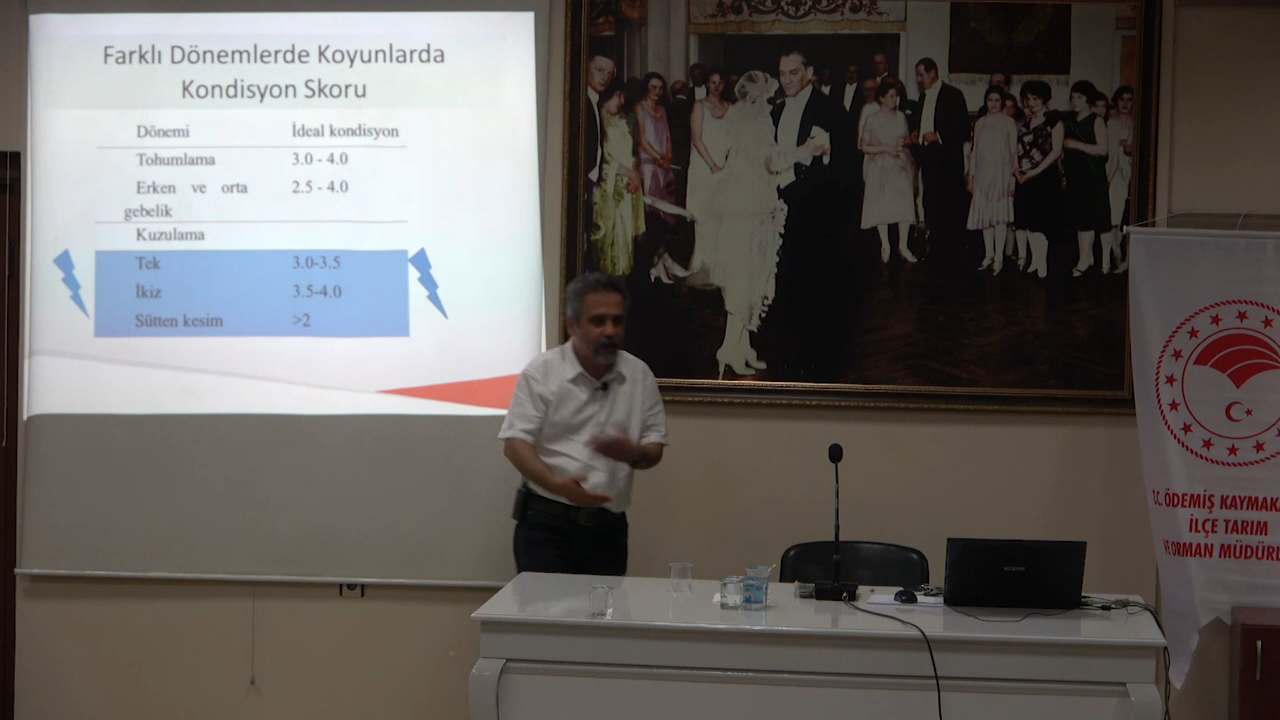 Farklı Dönemlerde Koyunlarda
Kondisyon Skoru
Dönemi İdeal kondisyon
Tohumlama 3.0 - 4.0
Erken ve orta 2.5 - 4.0
gebelik
Kuzulama
Tek 3.0-3.5
İkiz 3.5-4.0
Sütten kesim >2
T.C. ÖDEMİŞ KAYMAKA
İLÇE TARIM
VE ORMAN MÜDÜRL